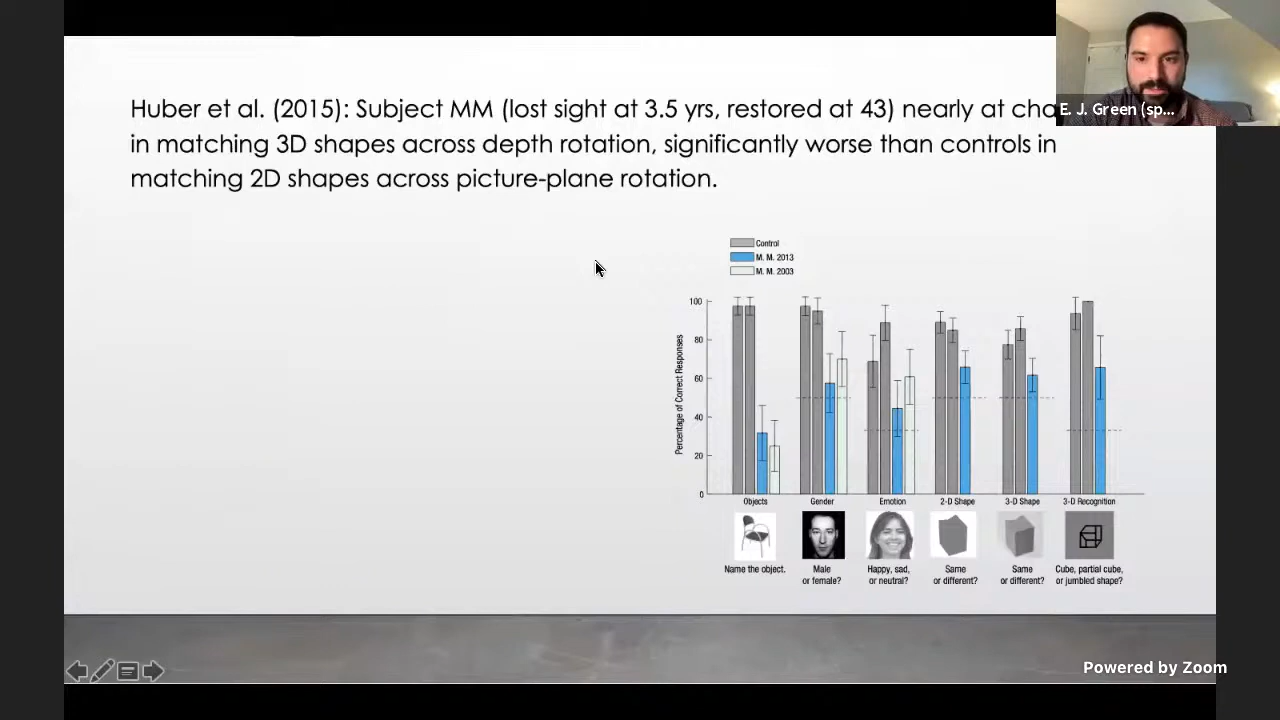 Huber et al. (2015): Subject MM (lost sight at 3.5 yrs, restored at 43) nearly at
E. J. Green (sp...
in matching 3D shapes across depth rotation, significantly worse than controls in
matching 2D shapes across picture-plane rotation.
Control
M. M. 2013
M. M. 2003
Percentage of Correct Responses
100
80
60
40
20
0
Objects Gender Emotion 2-D Shape 3-D Shape 3-D Recognition
Name the object. Male Happy, sad, Same Same Cube, partial cube,
or female? or neutral? or different? or different? or jumbled shape?
Powered by Zoom